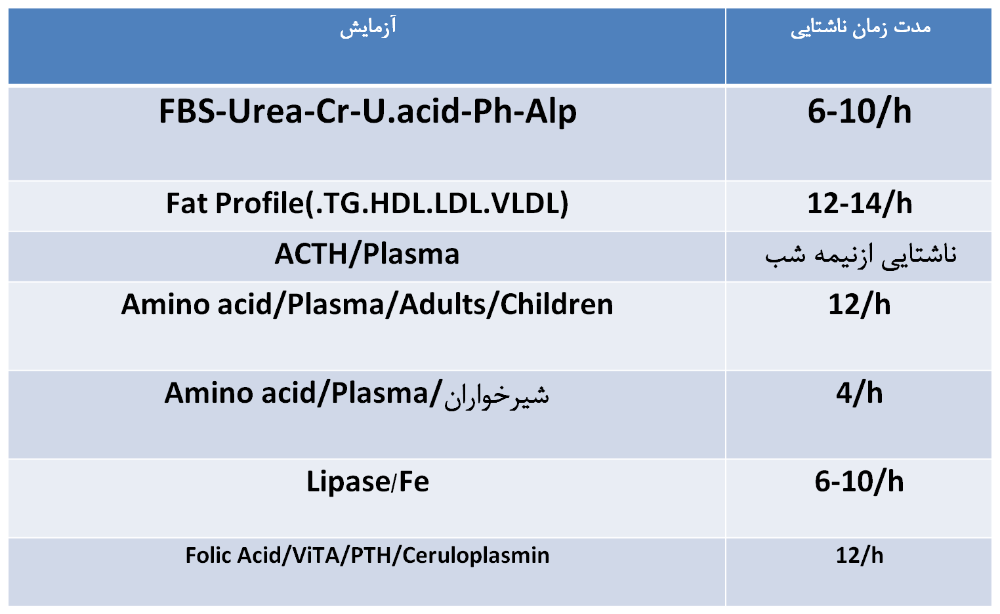 آزمایش
مدت زمان ناشتایی
FBS-Urea-Cr-U.acid-Ph-Alp
6-10/h
Fat Profile(.TG.HDL.LDL.VLDL)
12-14/h
ACTH/Plasma
ناشتایی ازنیمه شب
Amino acid/Plasma/Adults/Children
12/h
Amino acid/Plasma/شیرخواران
4/h
Lipase/Fe
6-10/h
Folic Acid/ViTA/PTH/Ceruloplasmin
12/h